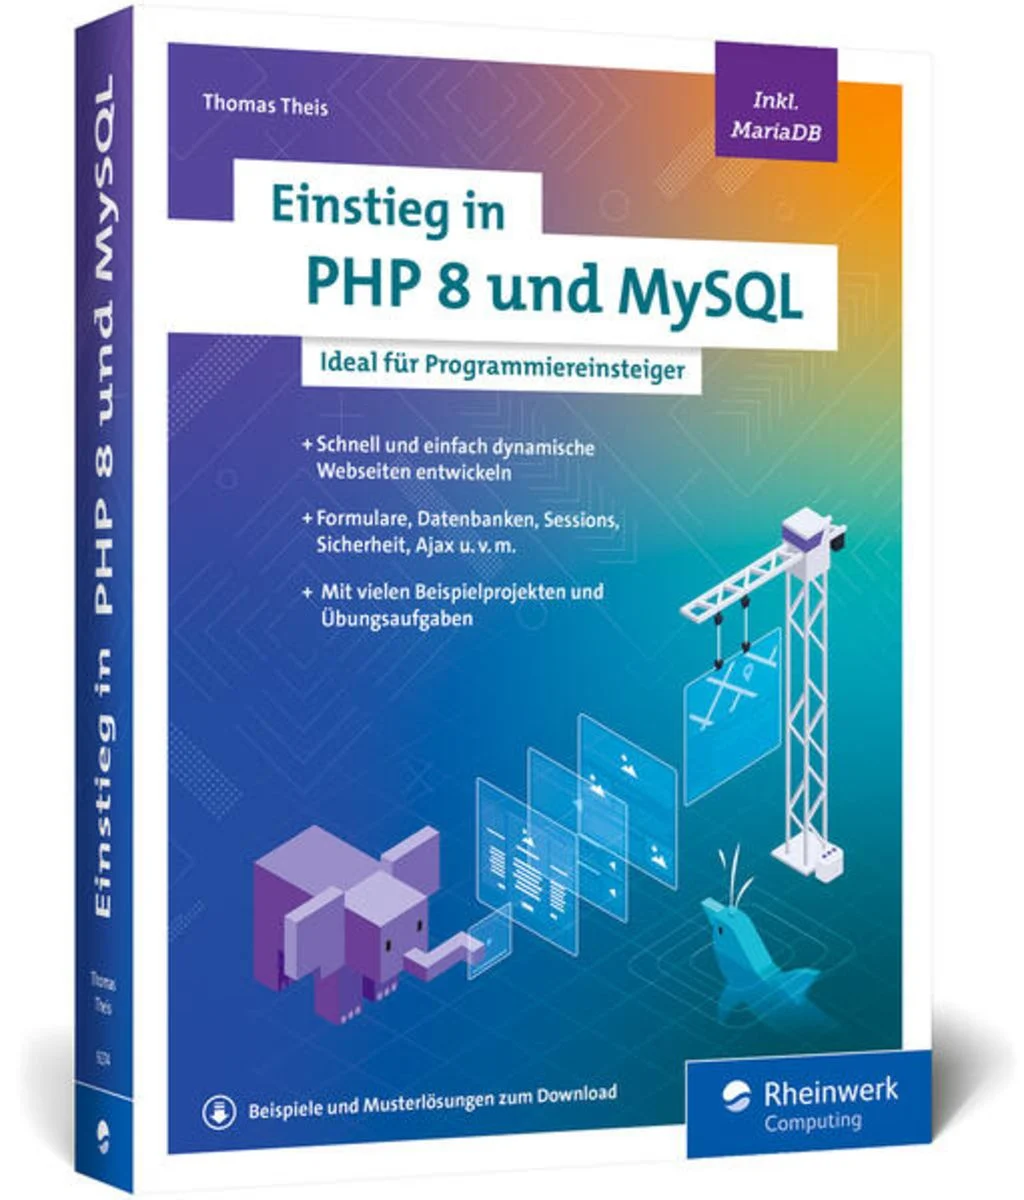 Thomas Theis
Inkl.
MariaDB
Einstieg in
PHP 8 und MySQL
Ideal für Programmiereinsteiger
+ Schnell und einfach dynamische
Webseiten entwickeln
+ Formulare, Datenbanken, Sessions,
Sicherheit, Ajax u. v. m.
+ Mit vielen Beispielprojekten und
Übungsaufgaben
Beispiele und Musterlösungen zum Download
Rheinwerk
Computing
Einstieg in PHP 8 und MySQL
Thomas
Theis